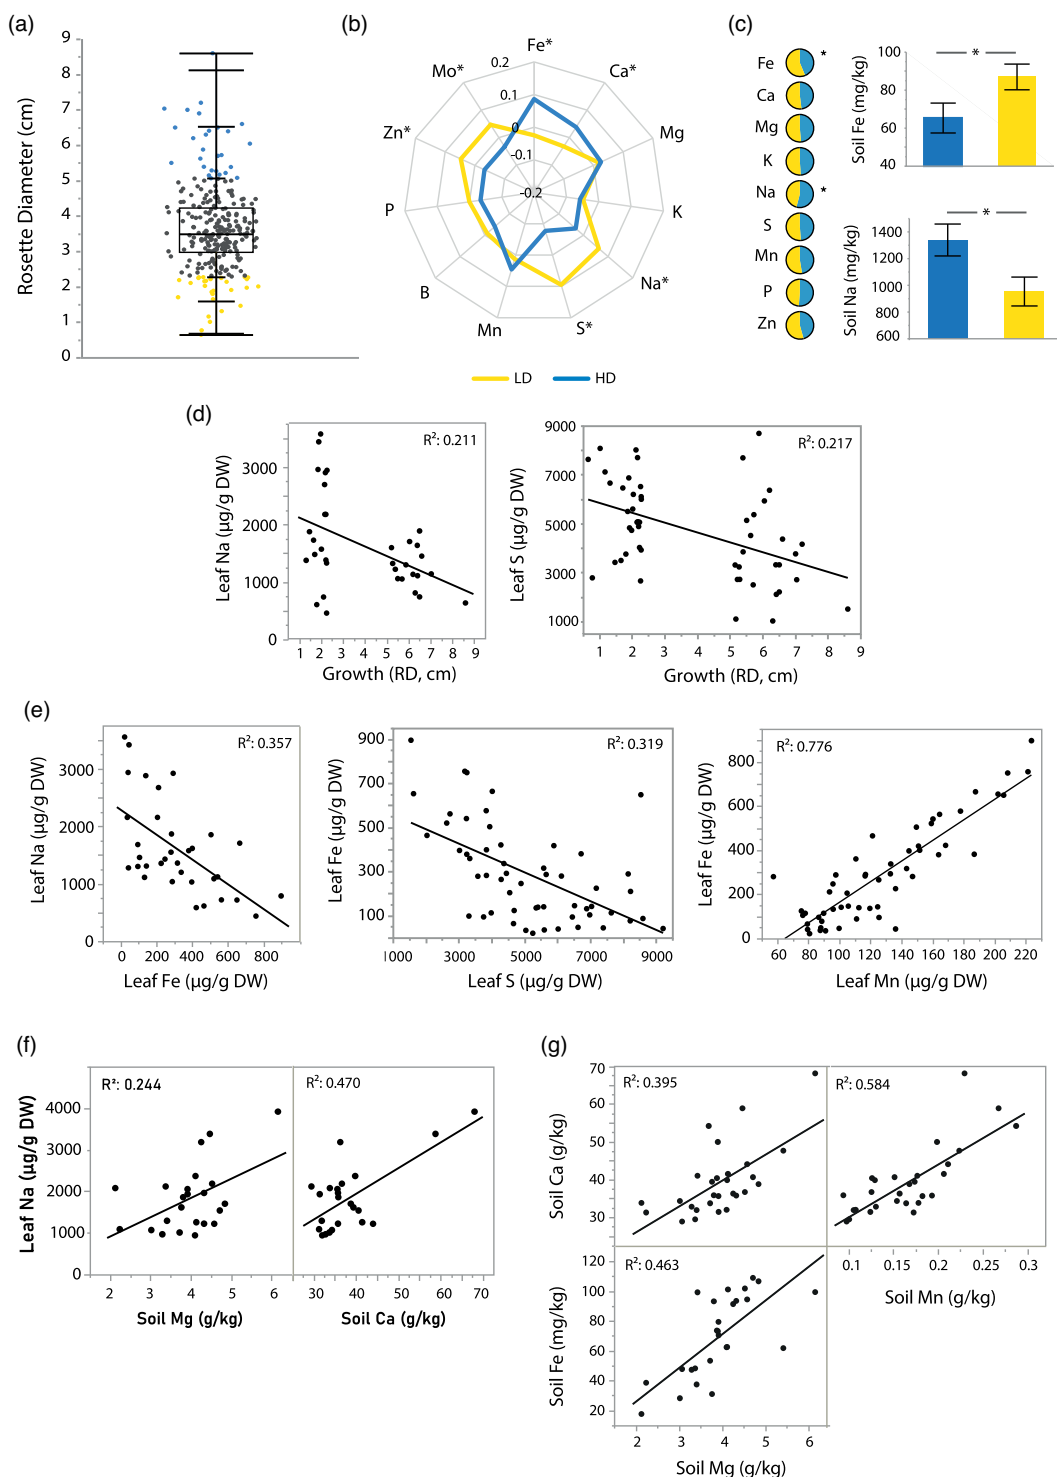 (a)
9
8
7
6
5
4
3
2
1
0
Rosette Diameter (cm)
(b)
Fe*
Ca*
Mg
K
Na*
S*
Mn
B
P
Zn*
Mo*
0.2
0.1
0
-0.1
-0.2
LD
HD
(c)
Fe *
Ca
Mg
K
Na *
S
Mn
P
Zn
Soil Fe (mg/kg)
100
80
60
40
*
Soil Na (mg/kg)
1400
1200
1000
800
600
*
(d)
R²: 0.211
Leaf Na (µg/g DW)
3000
2000
1000
0
1 2 3 4 5 6 7 8 9
Growth (RD, cm)
R²: 0.217
Leaf S (µg/g DW)
9000
7000
5000
3000
1000
1 2 3 4 5 6 7 8 9
Growth (RD, cm)
(e)
R²: 0.357
Leaf Na (µg/g DW)
3000
2000
1000
0
0 200 400 600 800
Leaf Fe (µg/g DW)
R²: 0.319
Leaf Fe (µg/g DW)
900
700
500
300
100
1000 3000 5000 7000 9000
Leaf S (µg/g DW)
R²: 0.776
Leaf Fe (µg/g DW)
800
600
400
200
0
60 80 100 120 140 160 180 200 220
Leaf Mn (µg/g DW)
(f)
R²: 0.244
Leaf Na (µg/g DW)
4000
3000
2000
1000
0
2 3 4 5 6
Soil Mg (g/kg)
R²: 0.470
30 40 50 60 70
Soil Ca (g/kg)
(g)
R²: 0.395
Soil Ca (g/kg)
70
60
50
40
30
R²: 0.584
0.1 0.15 0.2 0.25 0.3
Soil Mn (g/kg)
R²: 0.463
Soil Fe (mg/kg)
120
100
80
60
40
20
2 3 4 5 6
Soil Mg (g/kg)